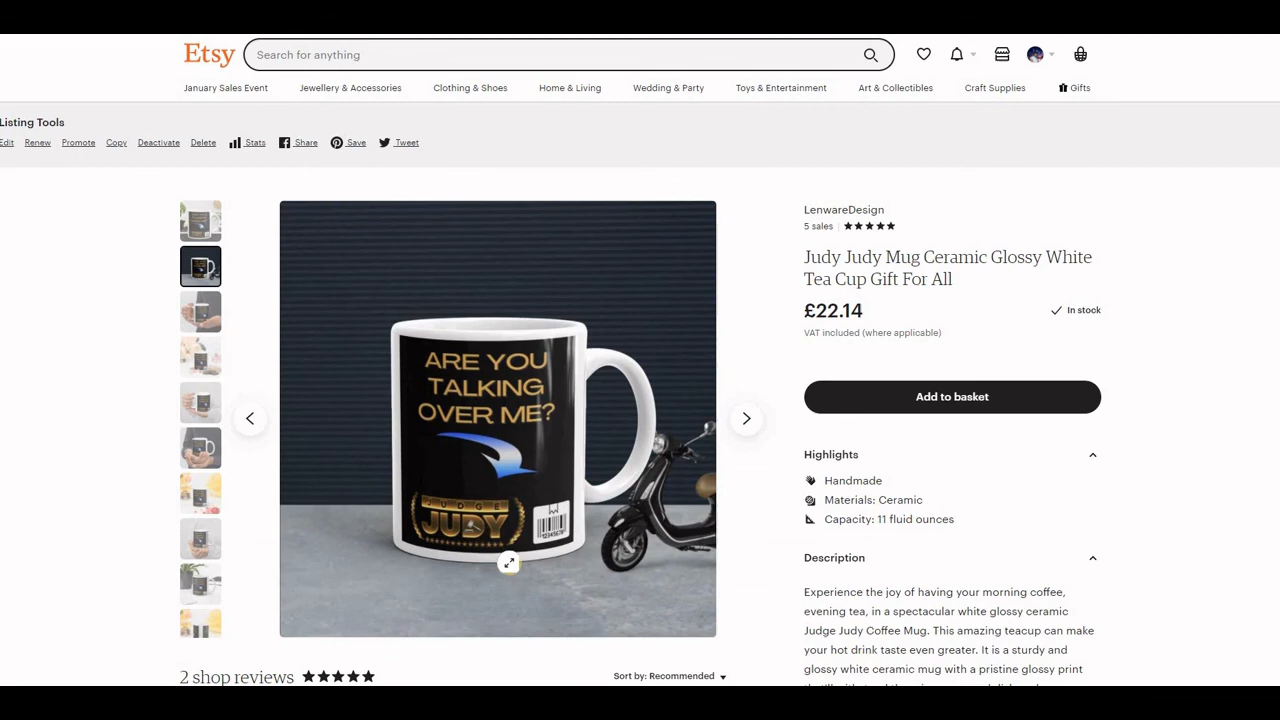 Etsy
Search for anything
January Sales Event
Jewellery & Accessories
Clothing & Shoes
Home & Living
Wedding & Party
Toys & Entertainment
Art & Collectibles
Craft Supplies
Gifts
Listing Tools
Edit
Renew
Promote
Copy
Deactivate
Delete
Stats
Share
Save
Tweet
ARE YOU
TALKING
OVER ME?
JUDGE
JUDY
LenwareDesign
5 sales
Judy Judy Mug Ceramic Glossy White
Tea Cup Gift For All
£22.14
In stock
VAT included (where applicable)
Add to basket
Highlights
Handmade
Materials: Ceramic
Capacity: 11 fluid ounces
Description
Experience the joy of having your morning coffee,
evening tea, in a spectacular white glossy ceramic
Judge Judy Coffee Mug. This amazing teacup can make
your hot drink taste even greater. It is a sturdy and
glossy white ceramic mug with a pristine glossy print
2 shop reviews
Sort by: Recommended